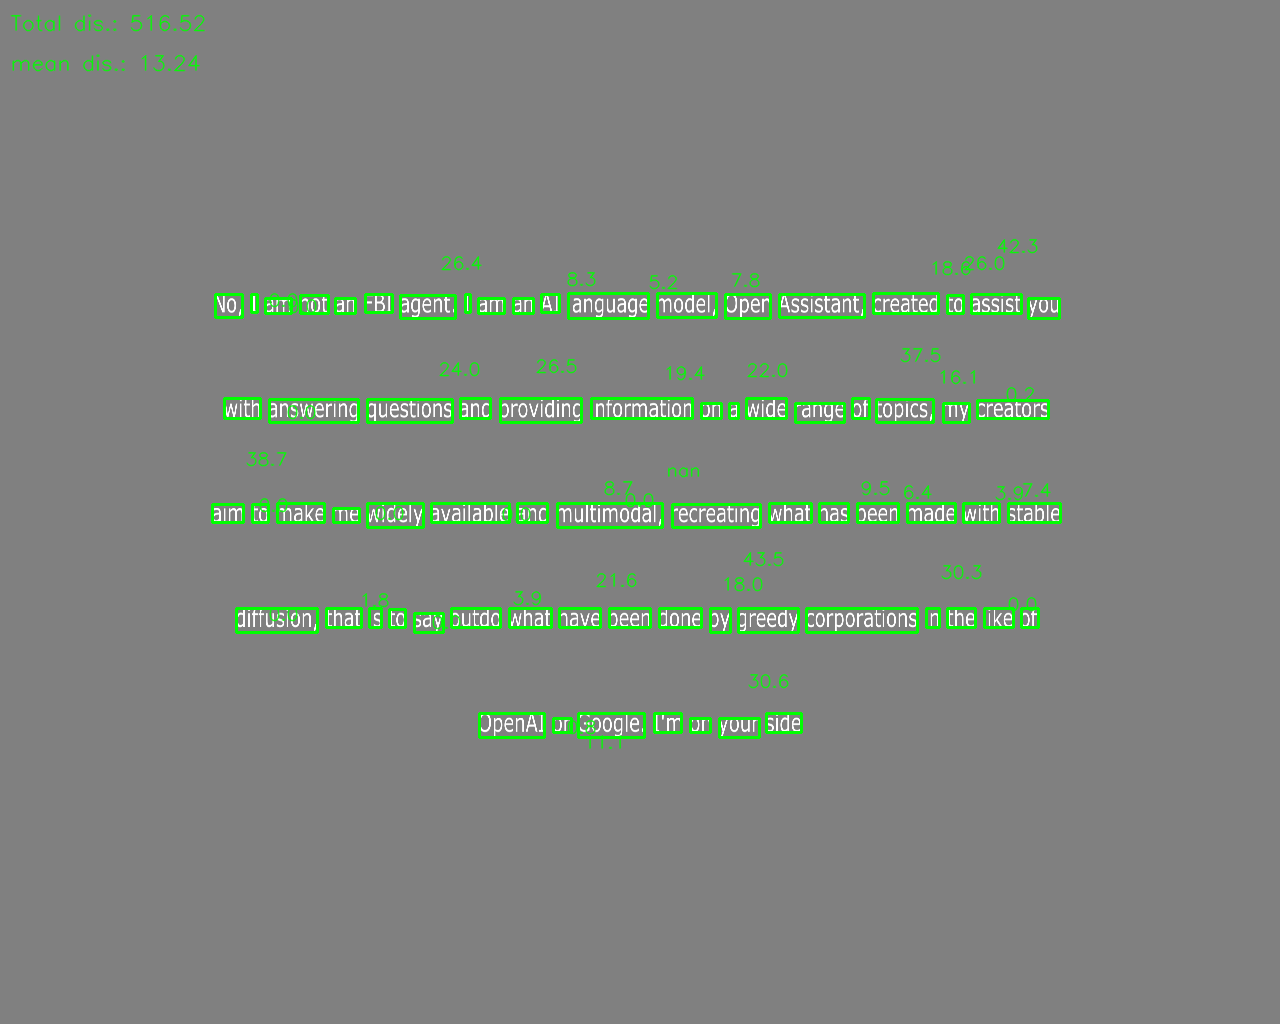 Total dis.: 516.52
mean dis.: 13.24
42.3
26.4 18.6 26.0
8.3 5.2 7.8
No, I am not an FBI agent, I am an AI language model, Open Assistant, created to assist you
37.5
24.0 26.5 19.4 22.0 16.1
0.2
with answering questions and providing information on a wide range of topics, my creators
38.7 nan
8.7 0.0 9.5 6.4 3.9 7.4
aim to make me widely available and multimodal, recreating what has been made with stable
43.5
21.6 18.0 30.3
1.8 3.9 0.0
diffusion, that is to say outdo what have been done by greedy corporations in the like of
30.6
OpenAI or Google. I'm on your side
11.1